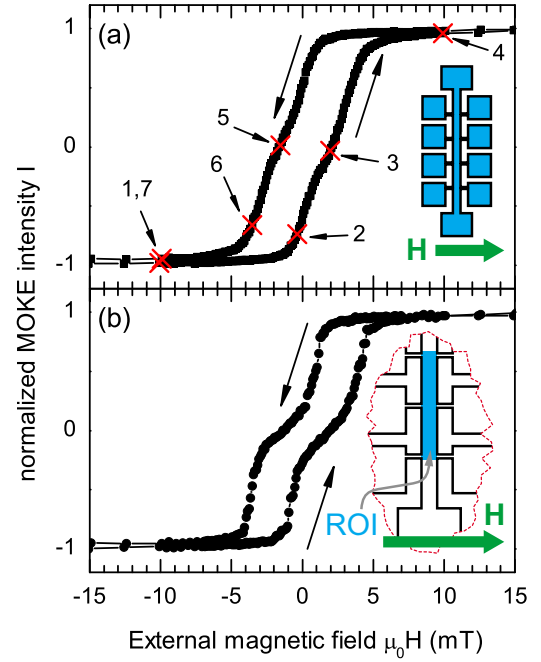 (a)
1
0
-1
5
6
1,7
4
3
2
H
normalized MOKE intensity I
(b)
1
0
-1
ROI
H
-15 -10 -5 0 5 10 15
External magnetic field μ₀H (mT)